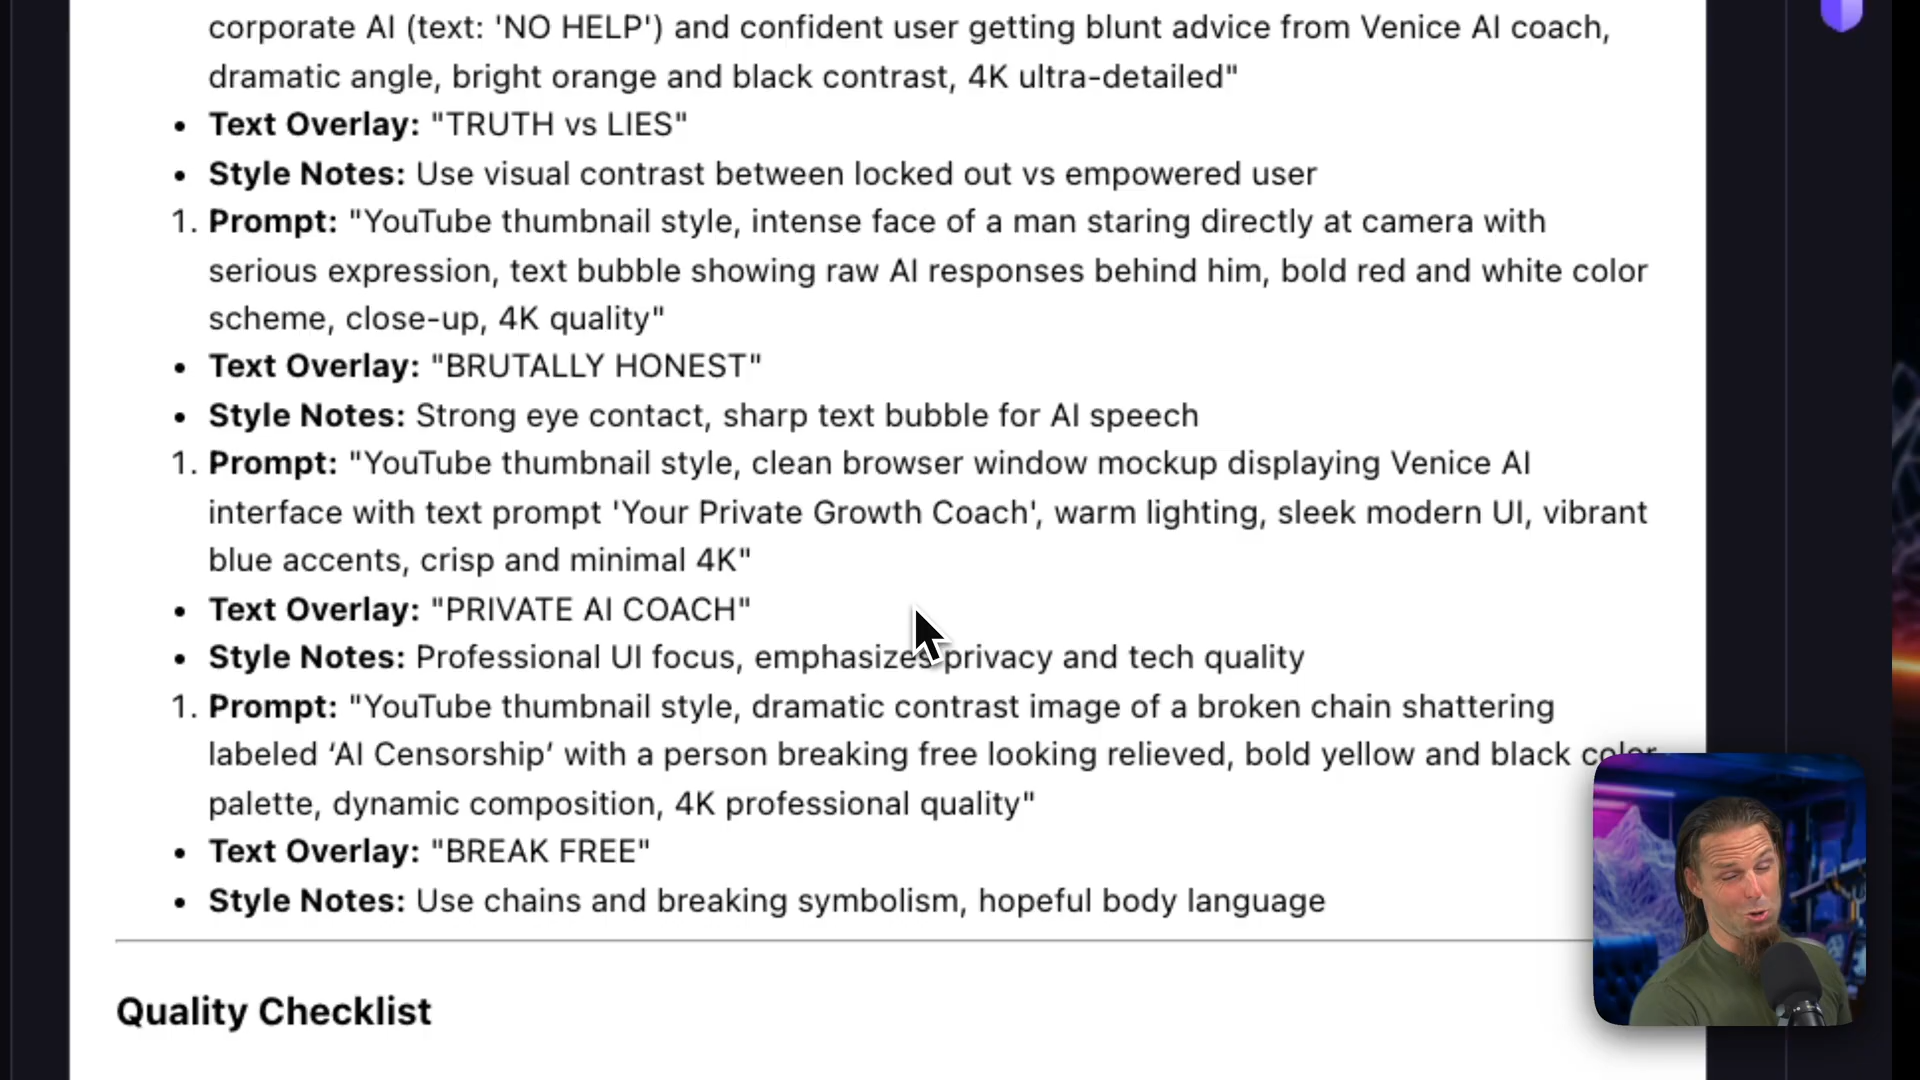 corporate AI (text: 'NO HELP') and confident user getting blunt advice from Venice AI coach,
dramatic angle, bright orange and black contrast, 4K ultra-detailed"
• Text Overlay: "TRUTH vs LIES"
• Style Notes: Use visual contrast between locked out vs empowered user
1. Prompt: "YouTube thumbnail style, intense face of a man staring directly at camera with
serious expression, text bubble showing raw AI responses behind him, bold red and white color
scheme, close-up, 4K quality"
• Text Overlay: "BRUTALLY HONEST"
• Style Notes: Strong eye contact, sharp text bubble for AI speech
1. Prompt: "YouTube thumbnail style, clean browser window mockup displaying Venice AI
interface with text prompt 'Your Private Growth Coach', warm lighting, sleek modern UI, vibrant
blue accents, crisp and minimal 4K"
• Text Overlay: "PRIVATE AI COACH"
• Style Notes: Professional UI focus, emphasizes privacy and tech quality
1. Prompt: "YouTube thumbnail style, dramatic contrast image of a broken chain shattering
labeled ‘AI Censorship’ with a person breaking free looking relieved, bold yellow and black color
palette, dynamic composition, 4K professional quality"
• Text Overlay: "BREAK FREE"
• Style Notes: Use chains and breaking symbolism, hopeful body language
Quality Checklist